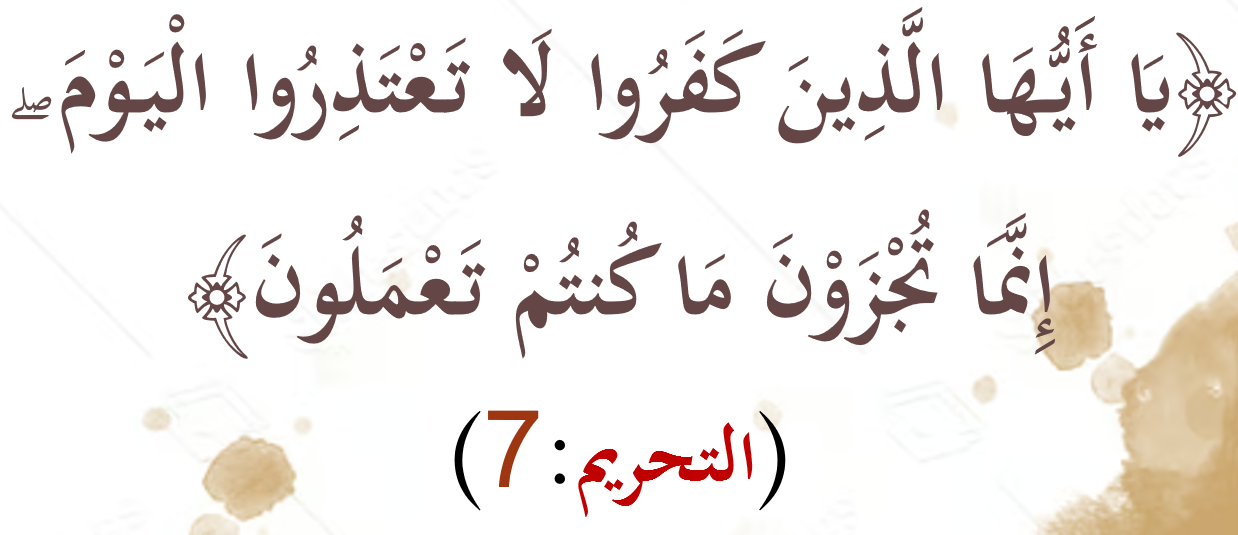 ﴿يَا أَيُّهَا الَّذِينَ كَفَرُوا لَا تَعْتَذِرُوا الْيَوْمَ ۖ
إِنَّمَا تُجْزَوْنَ مَا كُنتُمْ تَعْمَلُونَ﴾
(التحريم:7)